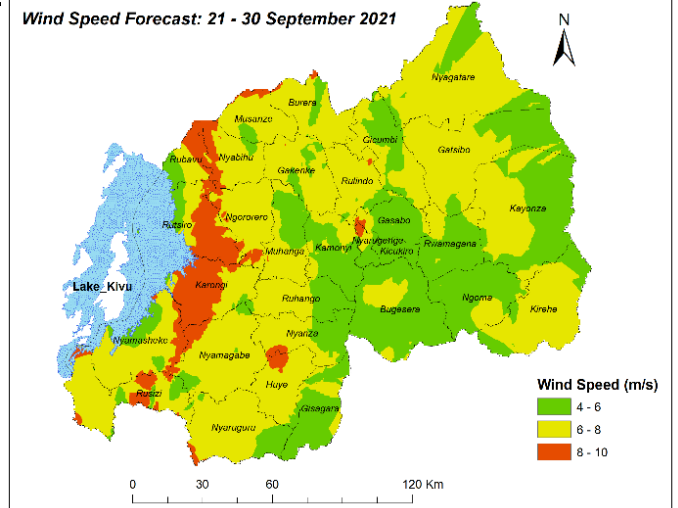 Wind Speed Forecast: 21 - 30 September 2021
N
Nyagatare
Burera
Musanze
Gicumbi
Gatsibo
Rubavu
Nyabihu
Gakenke
Rulindo
Kayonza
Ngororero
Rutsiro
Gasabo
Nyarugenge
Rwamagana
Kamonyi
Kicukiro
Muhanga
Karongi
Lake_Kivu
Ruhango
Ngoma
Bugesera
Kirehe
Nyanza
Nyamasheke
Nyamagabe
Huye
Rusizi
Gisagara
Nyaruguru
Wind Speed (m/s)
4 - 6
6 - 8
8 - 10
0 30 60 120 Km